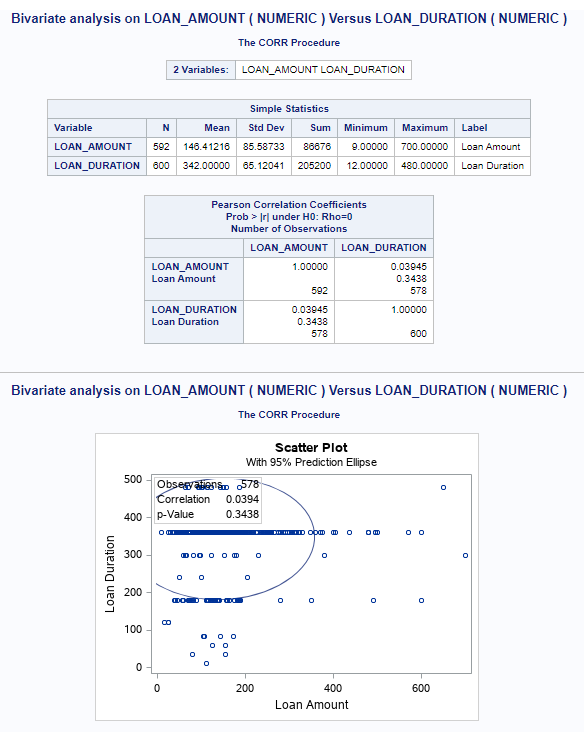 Bivariate analysis on LOAN_AMOUNT ( NUMERIC ) Versus LOAN_DURATION ( NUMERIC )
The CORR Procedure
2 Variables: LOAN_AMOUNT LOAN_DURATION
Simple Statistics
Variable N Mean Std Dev Sum Minimum Maximum Label
LOAN_AMOUNT 592 146.41216 85.58733 86676 9.00000 700.00000 Loan Amount
LOAN_DURATION 600 342.00000 65.12041 205200 12.00000 480.00000 Loan Duration
Pearson Correlation Coefficients
Prob > |r| under H0: Rho=0
Number of Observations
LOAN_AMOUNT LOAN_DURATION
LOAN_AMOUNT 1.00000 0.03945
Loan Amount 0.3438
592 578
LOAN_DURATION 0.03945 1.00000
Loan Duration 0.3438
578 600
Bivariate analysis on LOAN_AMOUNT ( NUMERIC ) Versus LOAN_DURATION ( NUMERIC )
The CORR Procedure
Scatter Plot
With 95% Prediction Ellipse
Observations 578
Correlation 0.0394
p-Value 0.3438
500
400
300
200
100
0
Loan Duration
0 200 400 600
Loan Amount